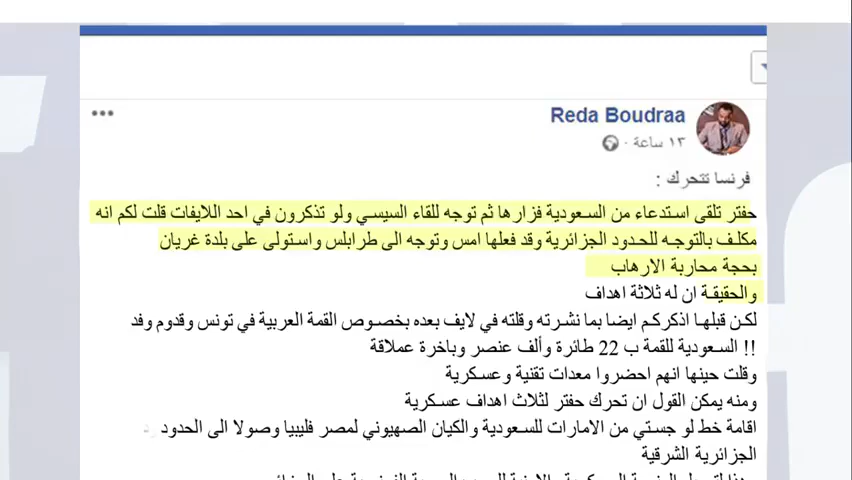 Reda Boudraa
١٣ ساعة
فرنسا تتحرك :
حفتر تلقى استدعاء من السعودية فزارها ثم توجه للقاء السيسي ولو تذكرون في احد اللايفات قلت لكم انه
مكلف بالتوجه للحدود الجزائرية وقد فعلها امس وتوجه الى طرابلس واستولى على بلدة غريان
بحجة محاربة الارهاب
والحقيقة ان له ثلاثة اهداف
لكن قبلها اذكركم ايضا بما نشرته وقلته في لايف بعده بخصوص القمة العربية في تونس وقدوم وفد
السعودية للقمة ب 22 طائرة وألف عنصر وباخرة عملاقة !!
وقلت حينها انهم احضروا معدات تقنية وعسكرية
ومنه يمكن القول ان تحرك حفتر لثلاث اهداف عسكرية
اقامة خط لو جستي من الامارات للسعودية والكيان الصهيوني لمصر فليبيا وصولا الى الحدود
الجزائرية الشرقية